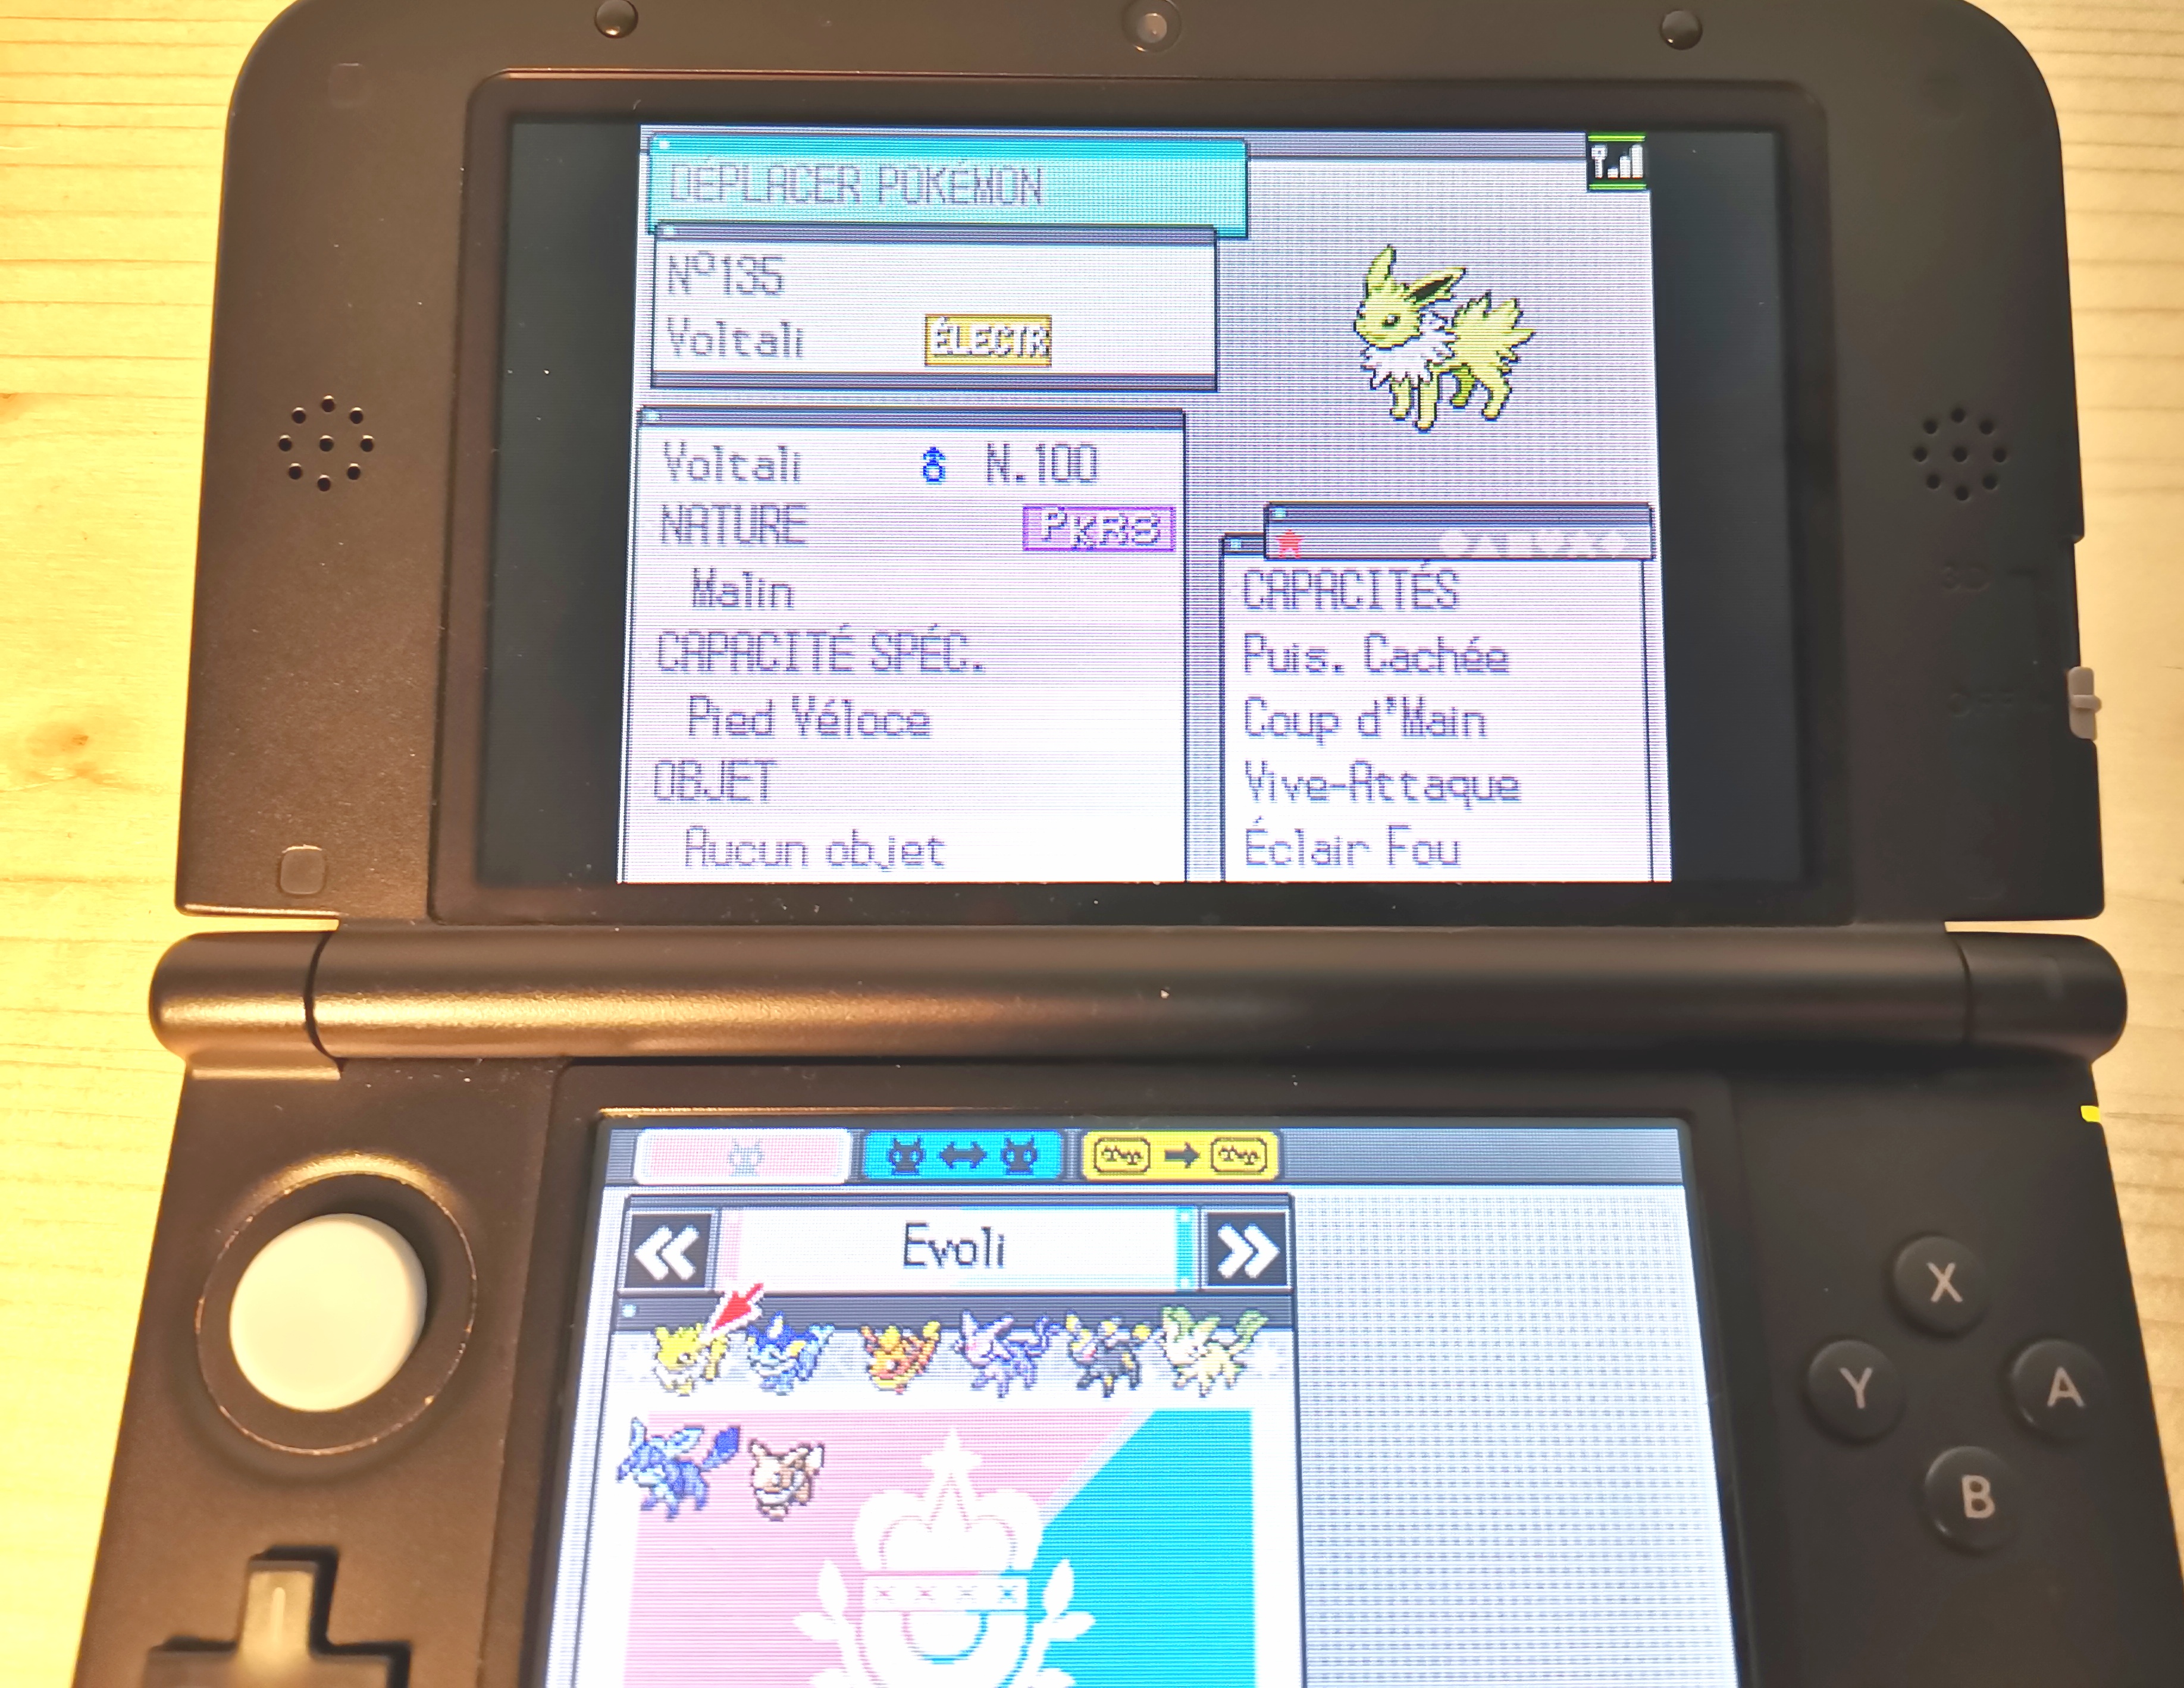 DÉPLACER POKÉMON
N°135
Voltali ÉLECTR
Voltali ♂ N.100
NATURE PKRS
Malin
CAPACITÉ SPÉC.
Pied Véloce
OBJET
Aucun objet
CAPACITÉS
Puis. Cachée
Coup d'Main
Vive-Attaque
Éclair Fou
Evoli
X
Y
A
B